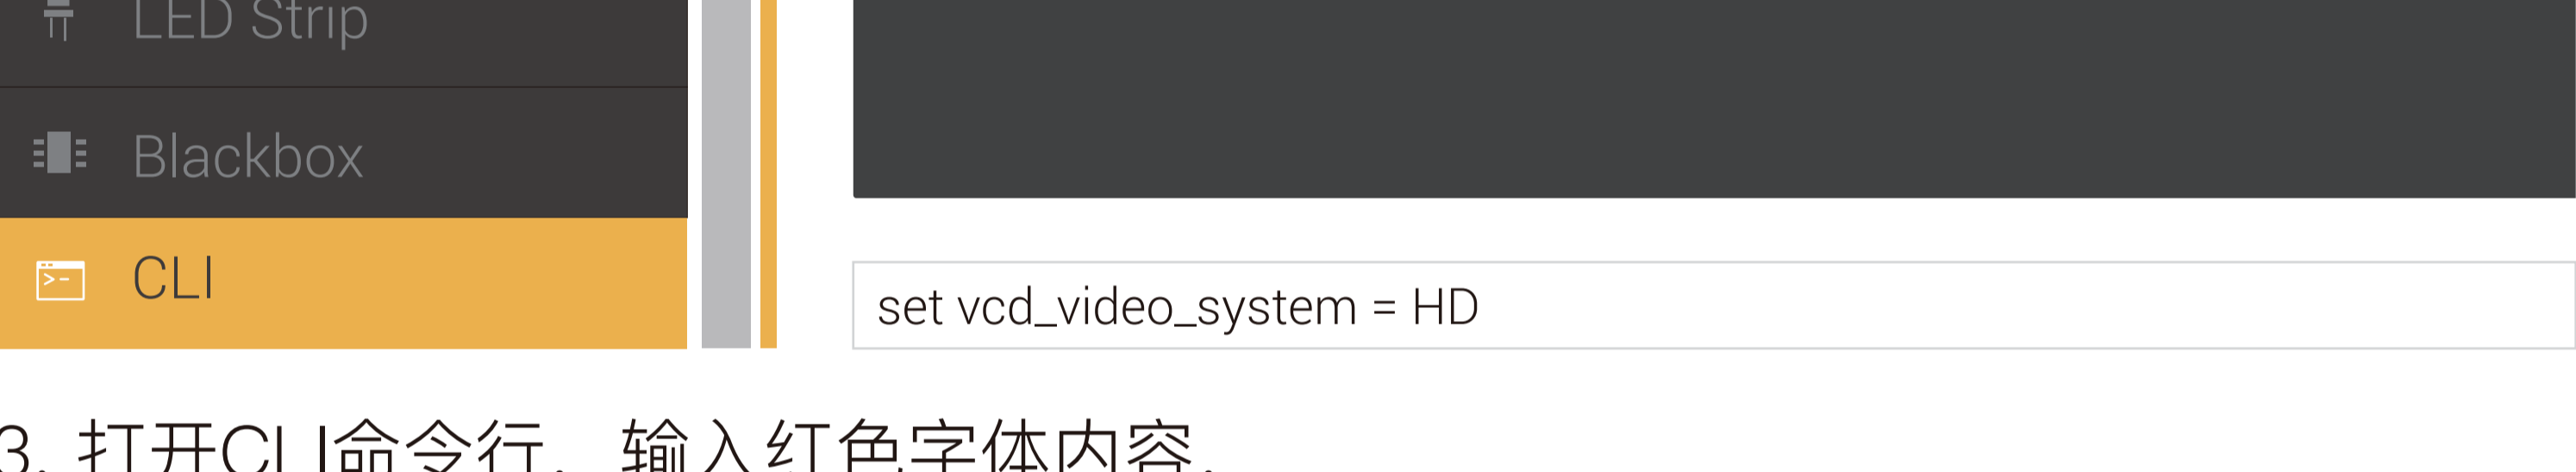 LED Strip
Blackbox
CLI
set vcd_video_system = HD
3. 打开CLI命令行，输入红色字体内容，